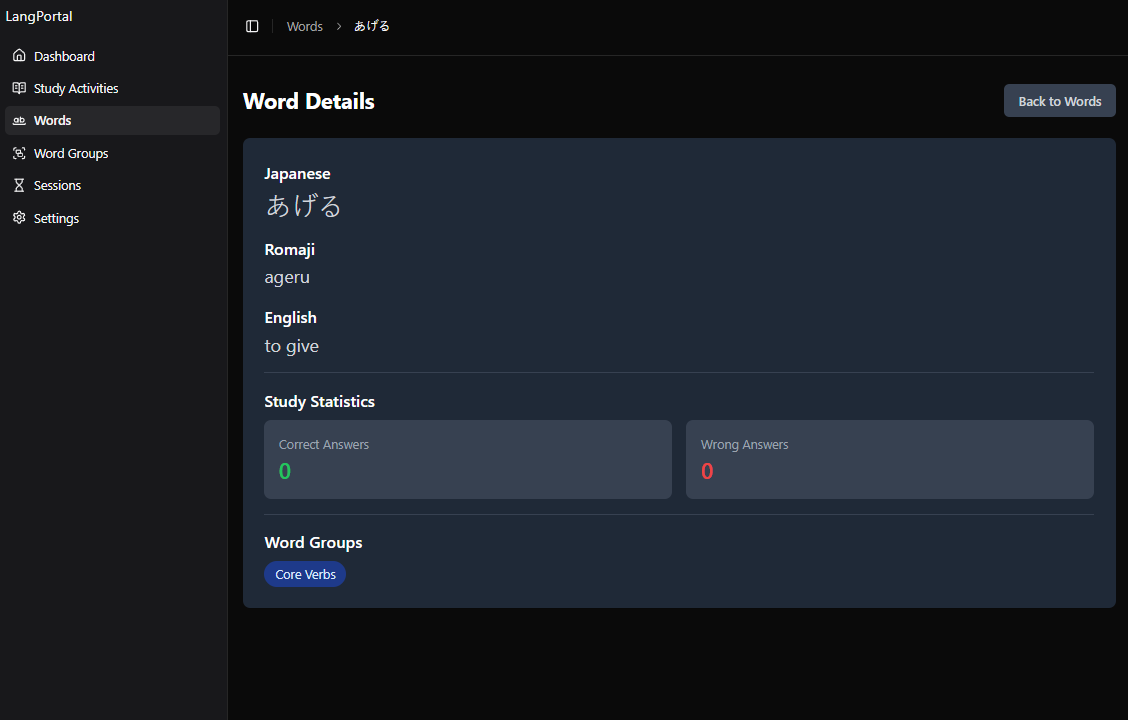 LangPortal
Dashboard
Study Activities
Words
Word Groups
Sessions
Settings
Words > あげる
Word Details
Back to Words
Japanese
あげる
Romaji
ageru
English
to give
Study Statistics
Correct Answers
0
Wrong Answers
0
Word Groups
Core Verbs